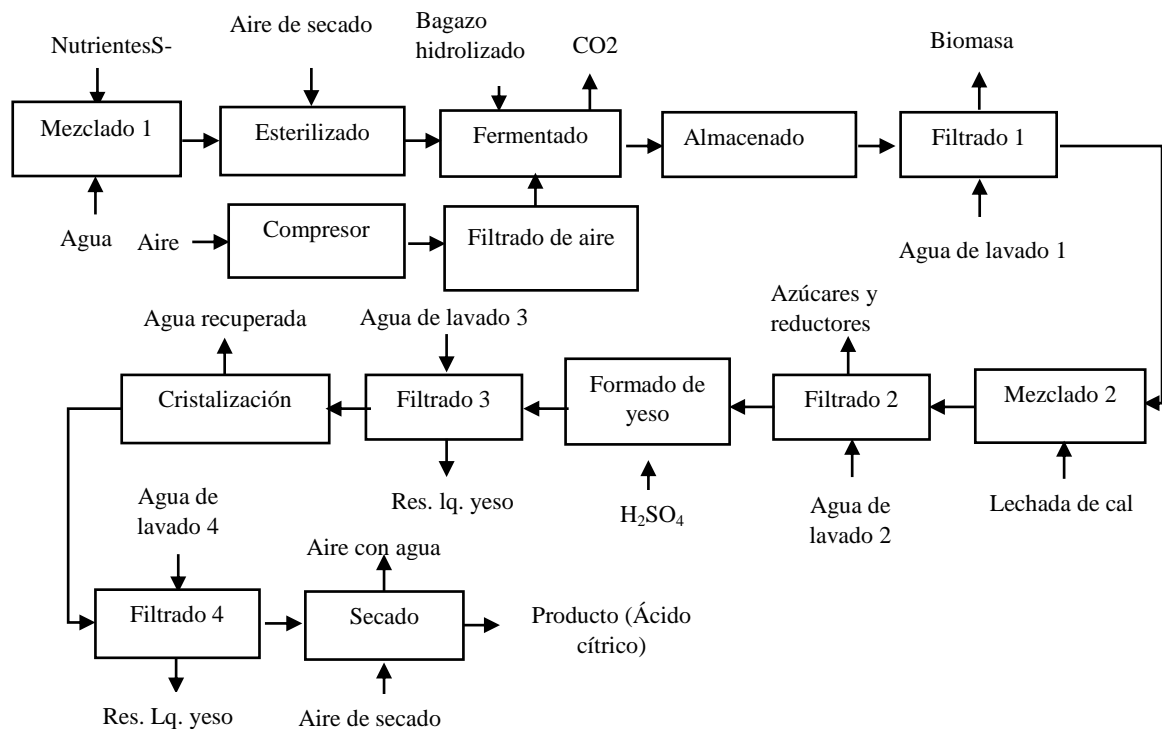 NutrientesS-
Aire de secado
Bagazo
hidrolizado
CO2
Biomasa
Mezclado 1
Esterilizado
Fermentado
Almacenado
Filtrado 1
Agua
Aire
Compresor
Filtrado de aire
Agua de lavado 1
Agua recuperada
Agua de lavado 3
Azúcares y
reductores
Cristalización
Filtrado 3
Formado de
yeso
Filtrado 2
Mezclado 2
Res. lq. yeso
H₂SO₄
Agua de
lavado 2
Lechada de cal
Agua de
lavado 4
Aire con agua
Filtrado 4
Secado
Producto (Ácido
cítrico)
Res. Lq. yeso
Aire de secado